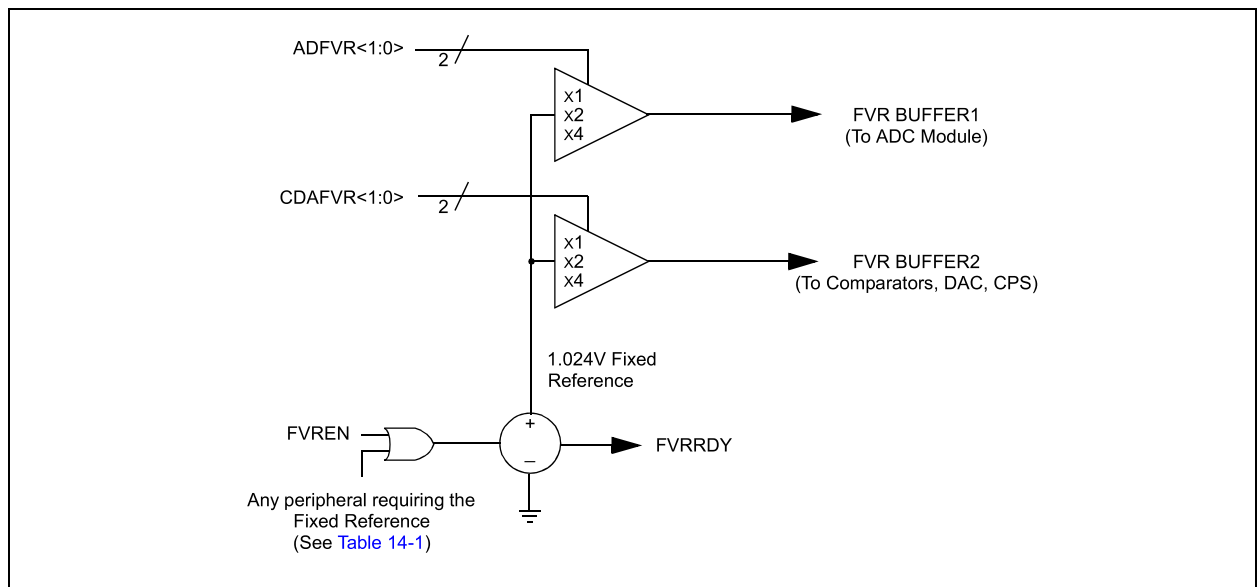 ADFVR<1:0>
2
X1
X2
X4
FVR BUFFER1
(To ADC Module)
CDAFVR<1:0>
2
X1
X2
X4
FVR BUFFER2
(To Comparators, DAC, CPS)
1.024V Fixed
Reference
FVREN
+
_
FVRRDY
Any peripheral requiring the
Fixed Reference
(See Table 14-1)